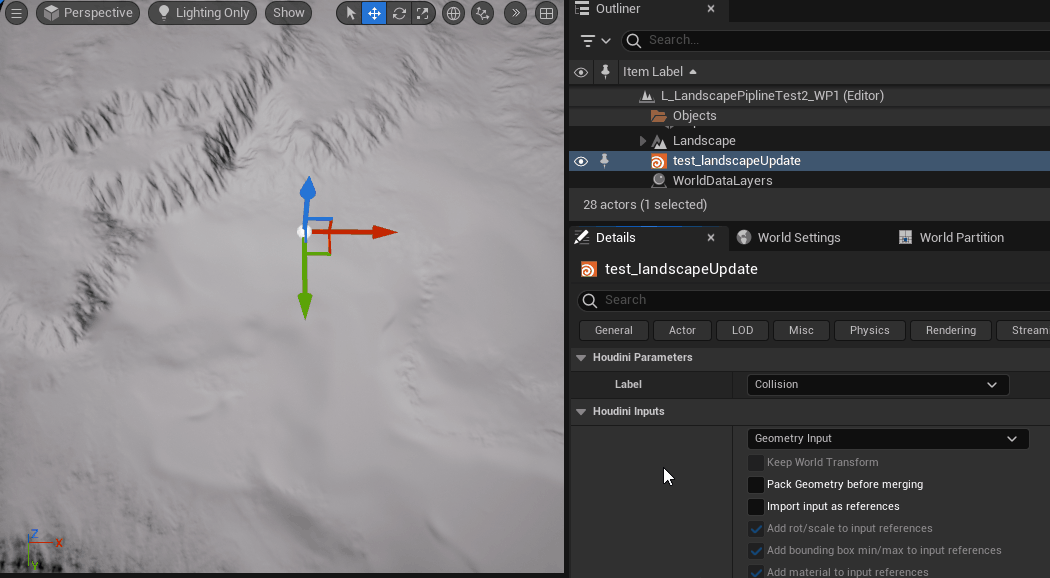 Perspective
Lighting Only
Show
Z
X
Y
Outliner
Search...
Item Label
L_LandscapePiplineTest2_WP1 (Editor)
Objects
Landscape
test_landscapeUpdate
WorldDataLayers
28 actors (1 selected)
Details
World Settings
World Partition
test_landscapeUpdate
Search
General
Actor
LOD
Misc
Physics
Rendering
Stream
Houdini Parameters
Label
Collision
Houdini Inputs
Geometry Input
Keep World Transform
Pack Geometry before merging
Import input as references
Add rot/scale to input references
Add bounding box min/max to input references
Add material to input references